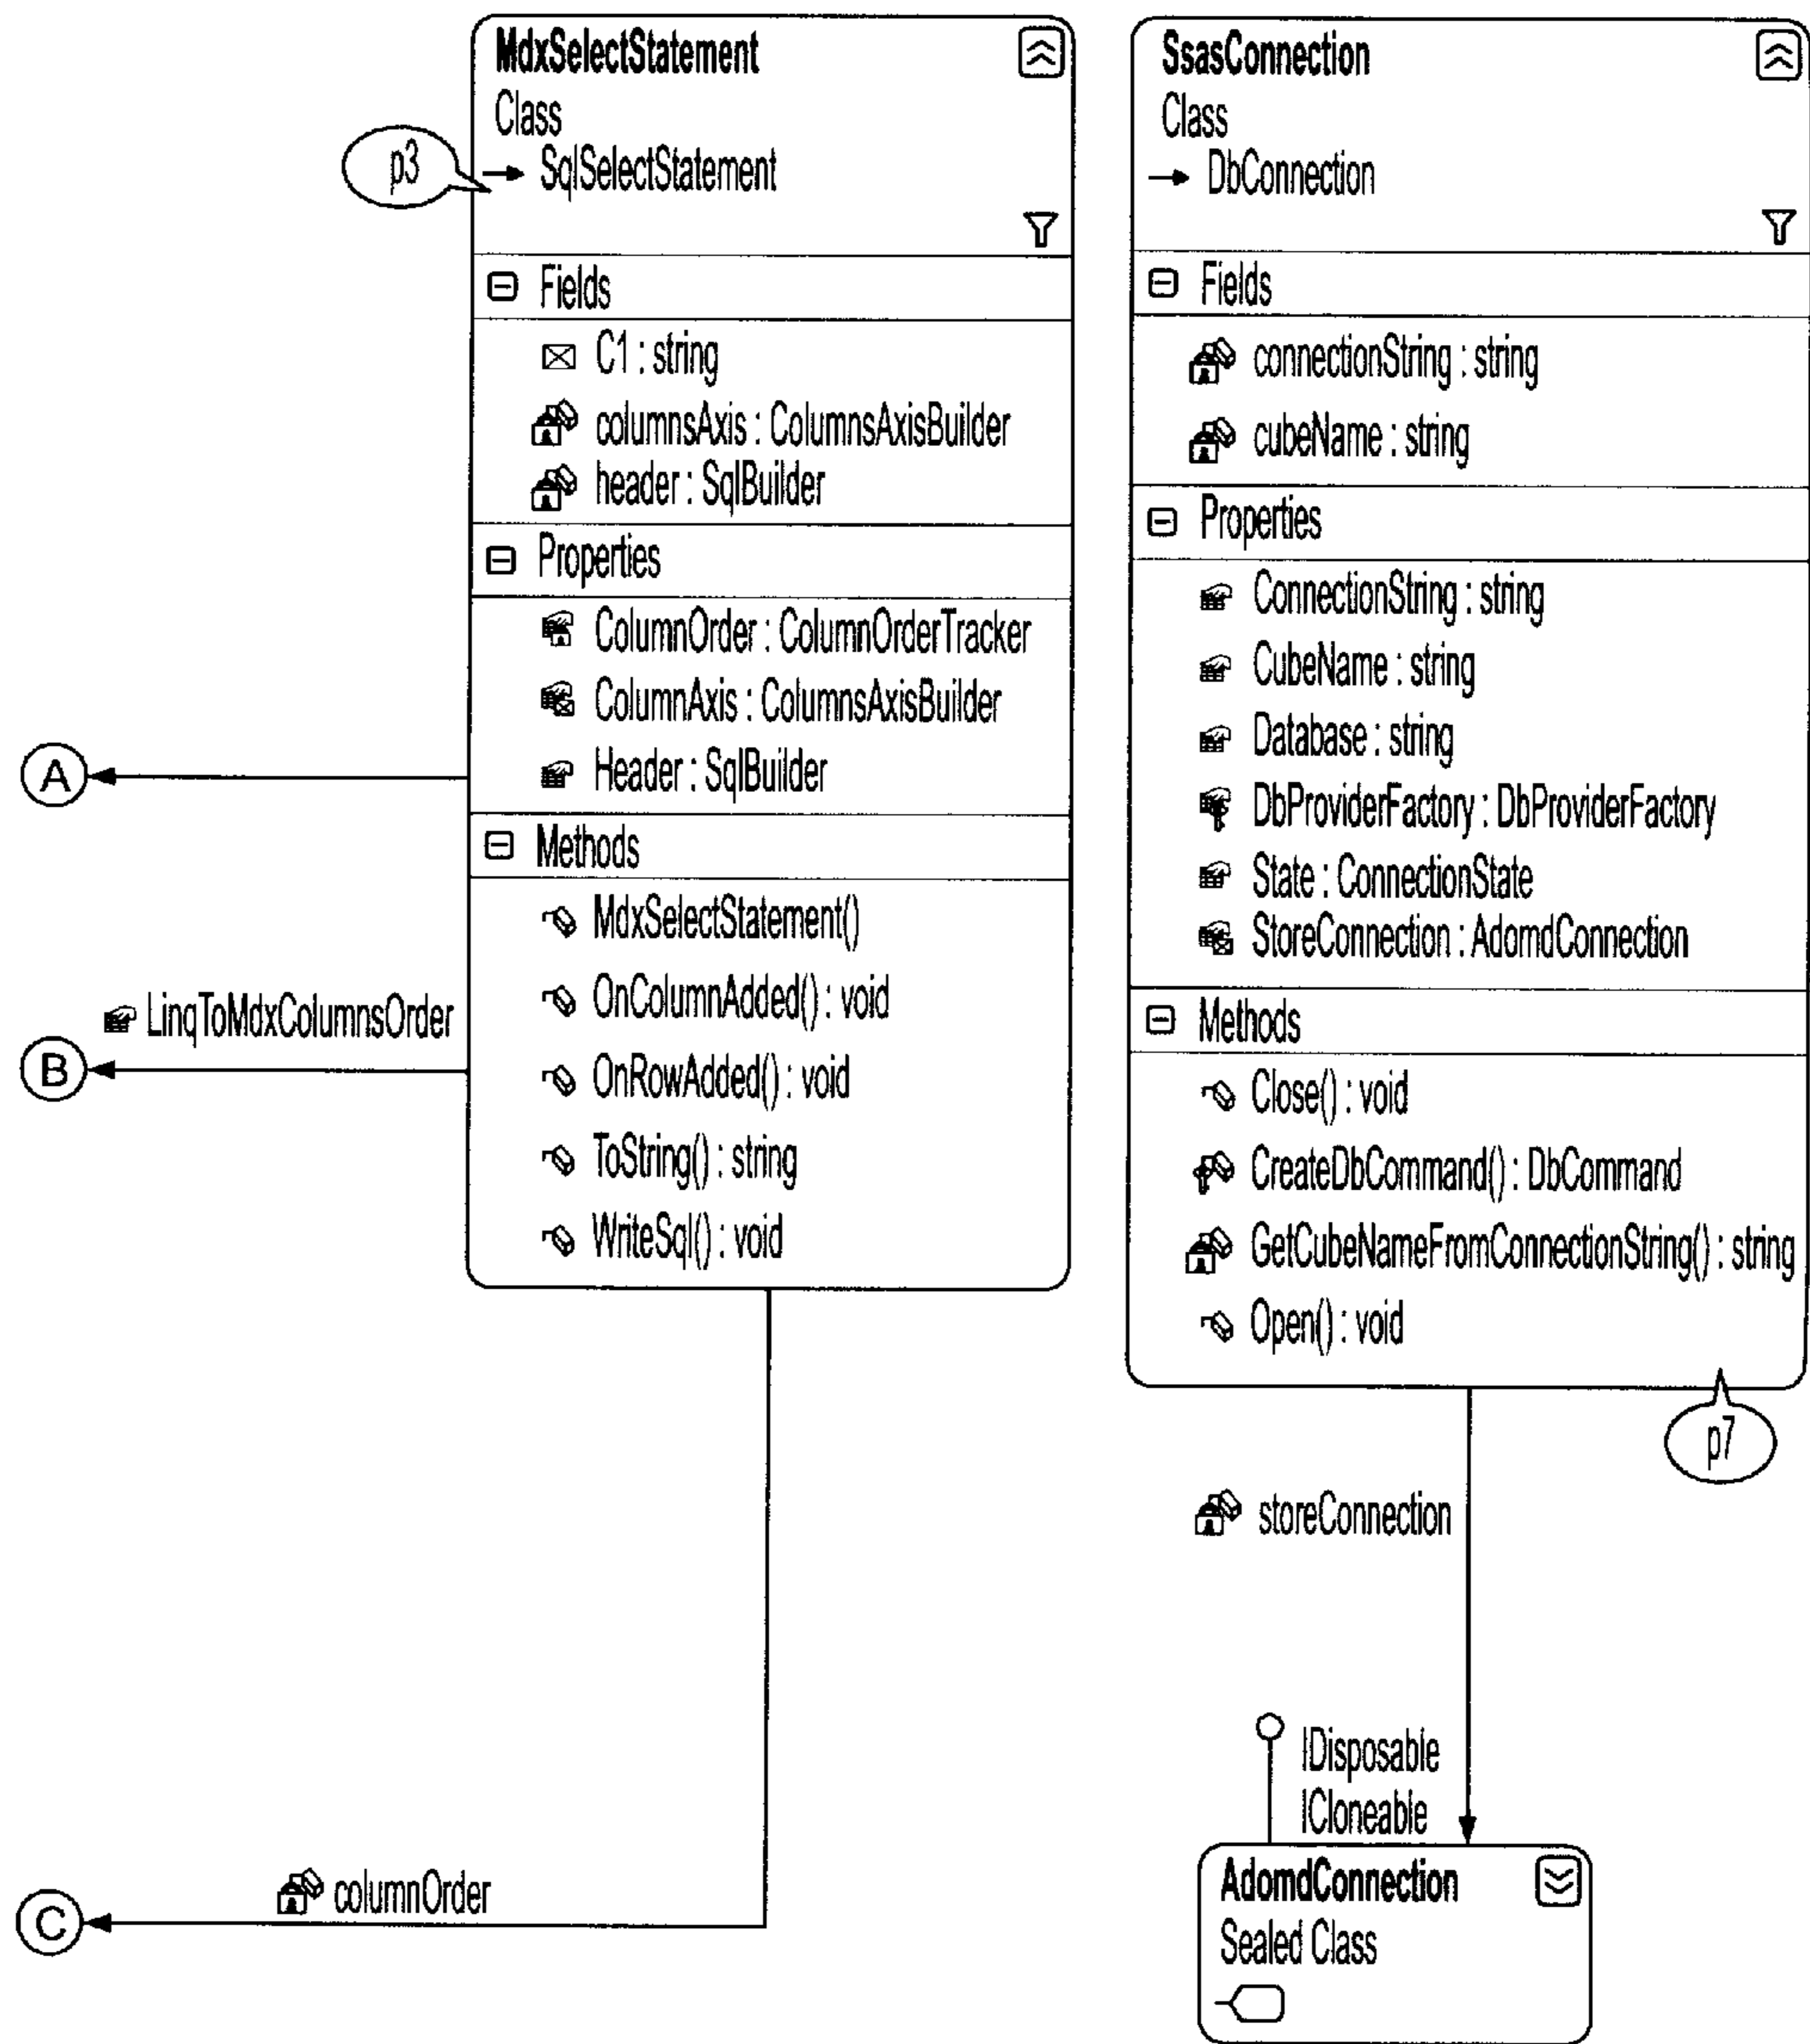 MdxSelectStatement
Class
SqlSelectStatement
p3
Fields
C1 : string
columnsAxis : ColumnsAxisBuilder
header : SqlBuilder
Properties
ColumnOrder : ColumnOrderTracker
ColumnAxis : ColumnsAxisBuilder
Header : SqlBuilder
Methods
MdxSelectStatement()
OnColumnAdded() : void
OnRowAdded() : void
ToString() : string
WriteSql() : void
A
LinqToMdxColumnsOrder
B
columnOrder
C
SsasConnection
Class
DbConnection
Fields
connectionString : string
cubeName : string
Properties
ConnectionString : string
CubeName : string
Database : string
DbProviderFactory : DbProviderFactory
State : ConnectionState
StoreConnection : AdomdConnection
Methods
Close() : void
CreateDbCommand() : DbCommand
GetCubeNameFromConnectionString() : string
Open() : void
p7
storeConnection
IDisposable
ICloneable
AdomdConnection
Sealed Class